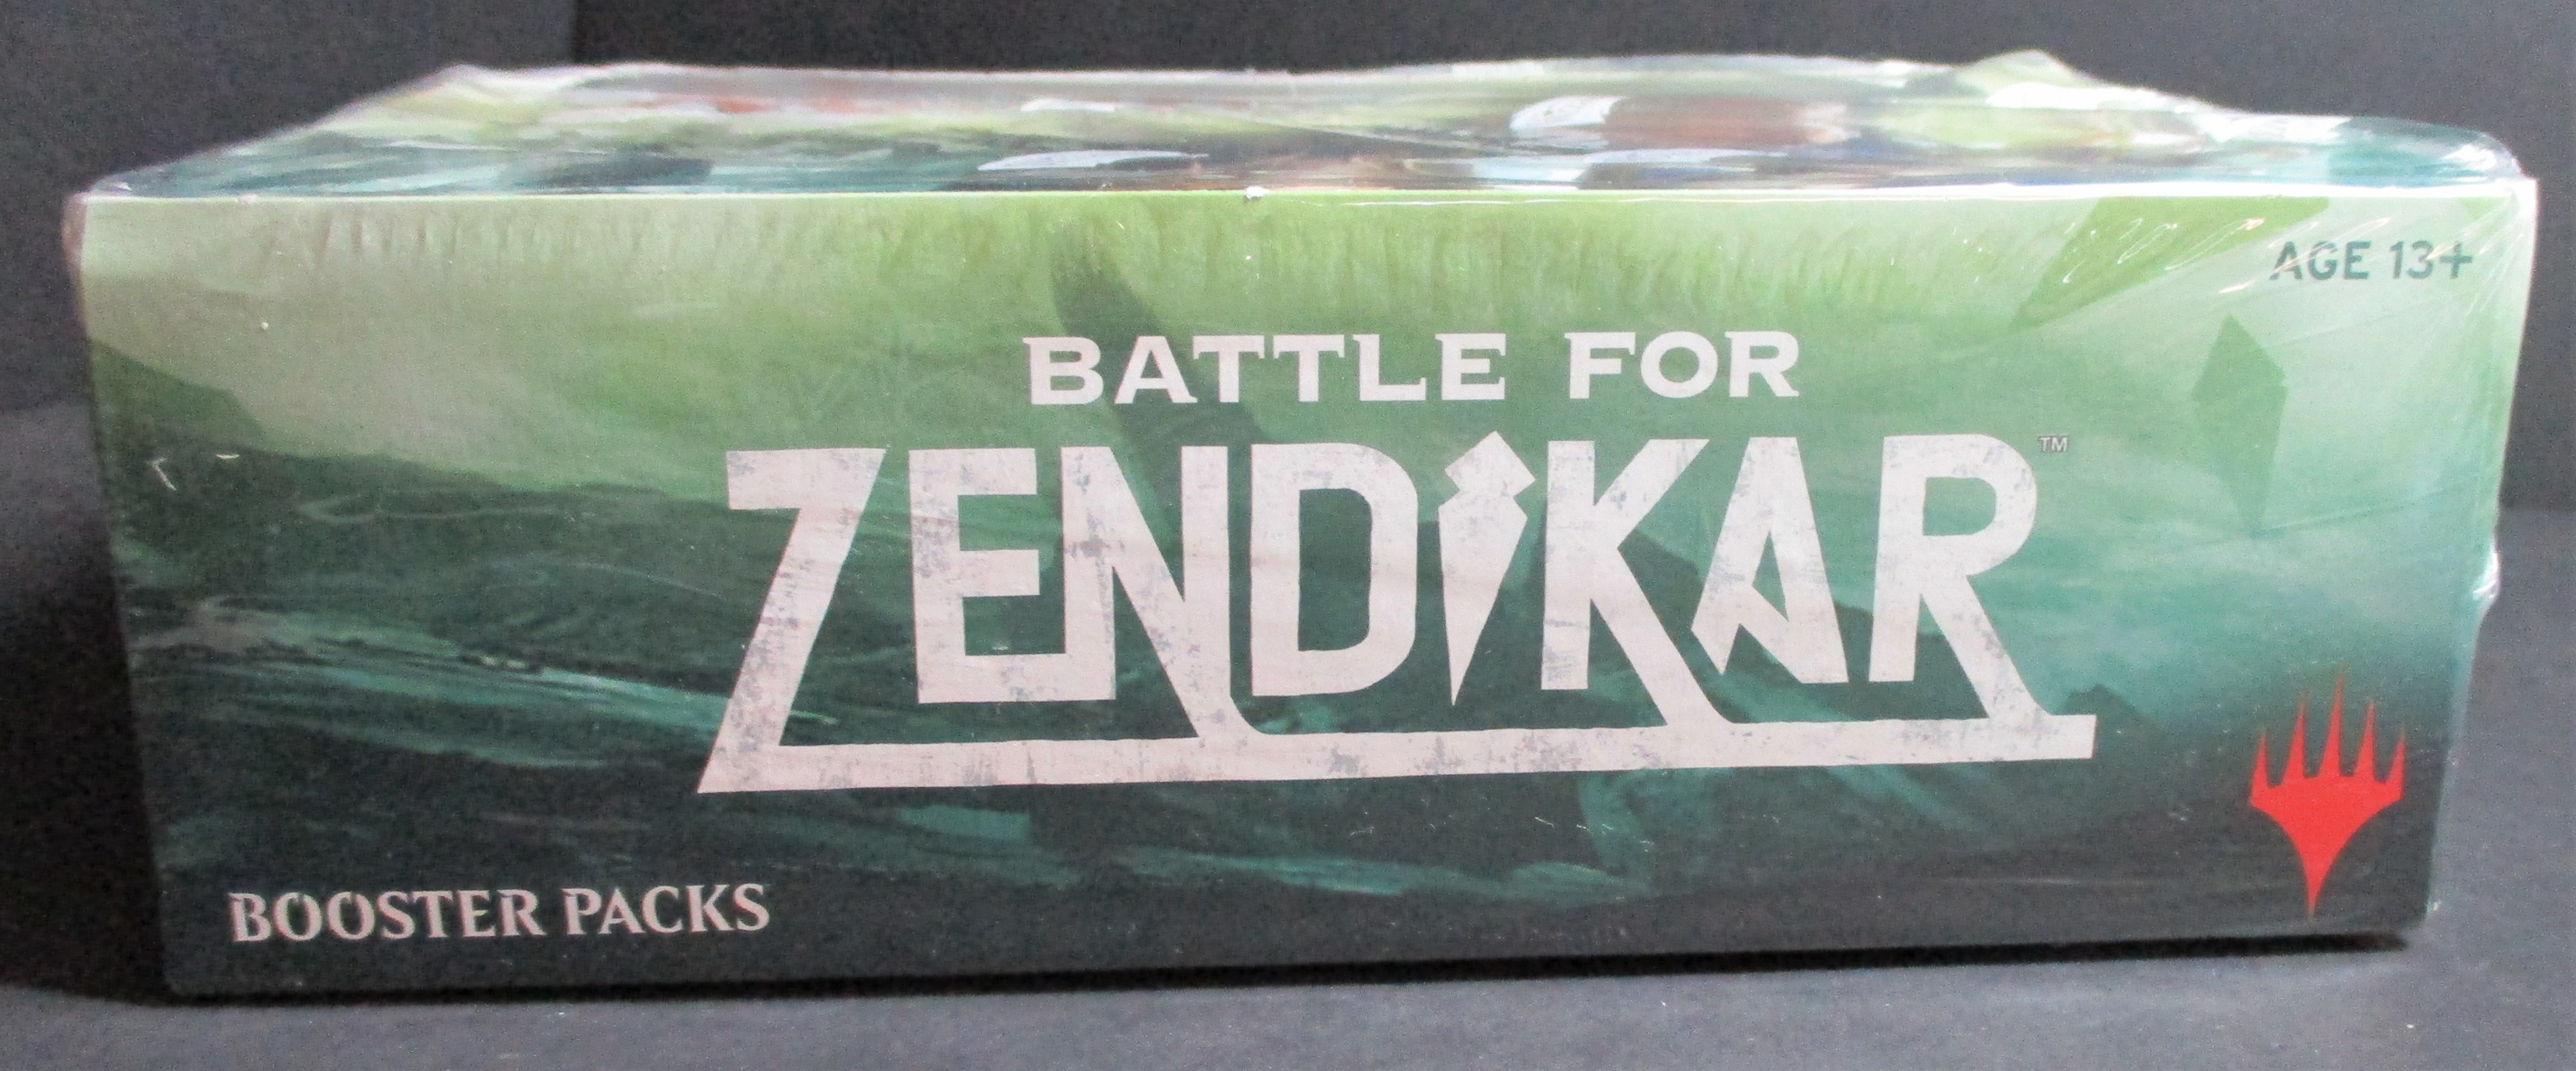 AGE 13+
BATTLE FOR
ZENDIKAR™
BOOSTER PACKS